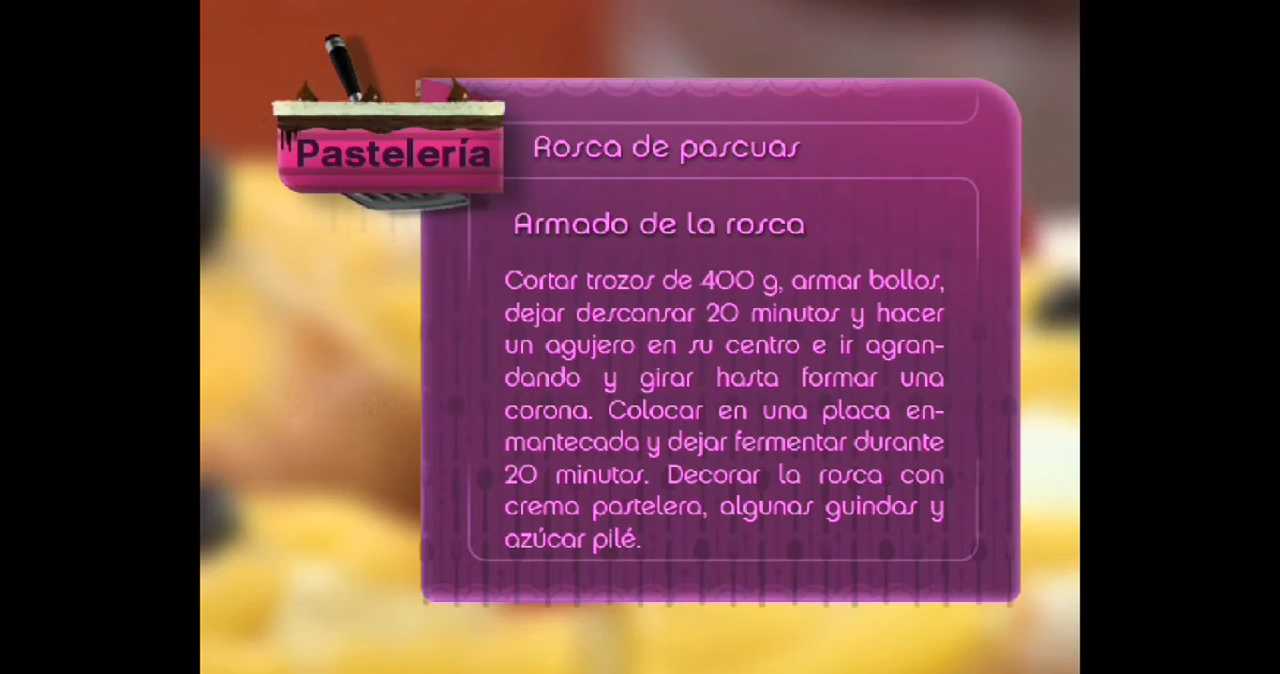 Pastelería
Rosca de pascuas
Armado de la rosca
Cortar trozos de 400 g, armar bollos,
dejar descansar 20 minutos y hacer
un agujero en su centro e ir agran-
dando y girar hasta formar una
corona. Colocar en una placa en-
mantecada y dejar fermentar durante
20 minutos. Decorar la rosca con
crema pastelera, algunas guindas y
azúcar pilé.